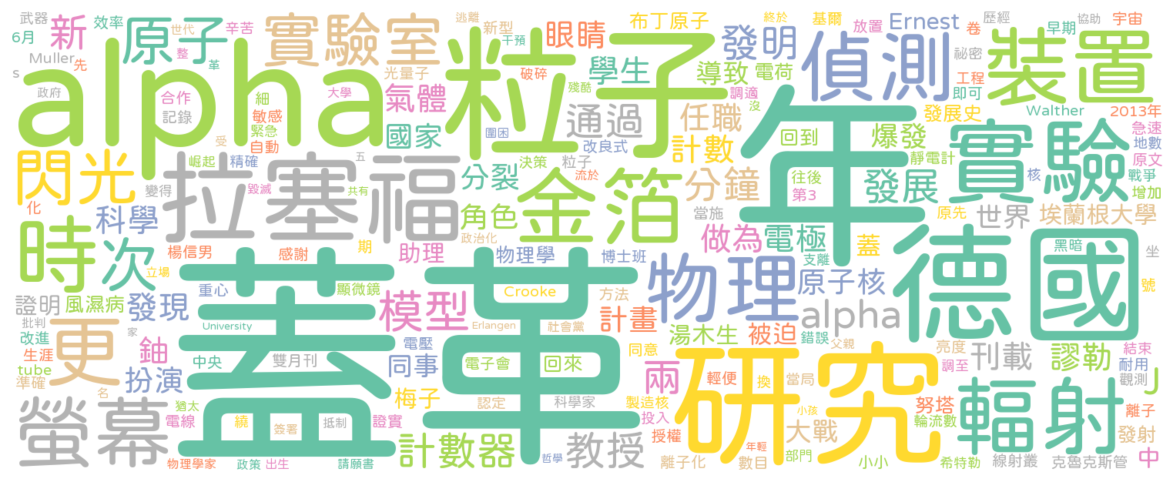 武器 效率 世代 辛苦 實驗室 逃離 新型 布丁原子 終於 基爾 Ernest 卷 歷經 協助
6月 新 原子 干預 眼睛 發明 放置 偵測 祕密 早期 宇宙
Muller 先 整 革 光量子 破碎 學生 導致 電荷 裝置 工程 即可
s alpha 粒子 殘酷 調適 沒 年
政府 合作 細 大學 氣體 通過 任職 發展史 Walther 2013年
記錄 敏感 緊急 國家 圍困 計數 回到 爆發 實驗 急速 地數
閃光 受 自動 改良式 靜電計 原文
崛起 精確 五 決策 粒子 分裂 分鐘 往後 發展 核 戰爭
變得 毀滅 拉塞福 共有 流於 金箔 第3 原先 增加
化 科學 角色 當施 世界 埃蘭根大學
時 次 楊信男 期 政治化 做為 電極 蓋 德國 黑暗 坐
立場 感謝 助理 物理學 博士班 物理 支離 原子核 號
證明 風濕病 發現 重心 顯微鏡 模型 Crooke 方法 計畫 alpha
批判 家 University Erlangen 社會黨 湯木生 被迫 錯誤 結束
改進 更 鈾 中央 雙月刊 蓋革 電壓 電子會 回來 同意 父親 亮度 刊載 謬勒 耐用
生涯 扮演 同事 兩 輕便 換 當局 調至 觀測
tube 準確 名 猶太 繞 梅子 認定 科學家 製造核 研究 努塔 J
螢幕 電線 簽署 抵制 證實 投入 小孩 大戰 輪流數 輻射 離子
計數器 教授 授權 年輕 發射 中
物理學家 政策 出生 請願書 哲學 離子化 數目 部門 小小 希特勒 線射叢 克魯克斯管